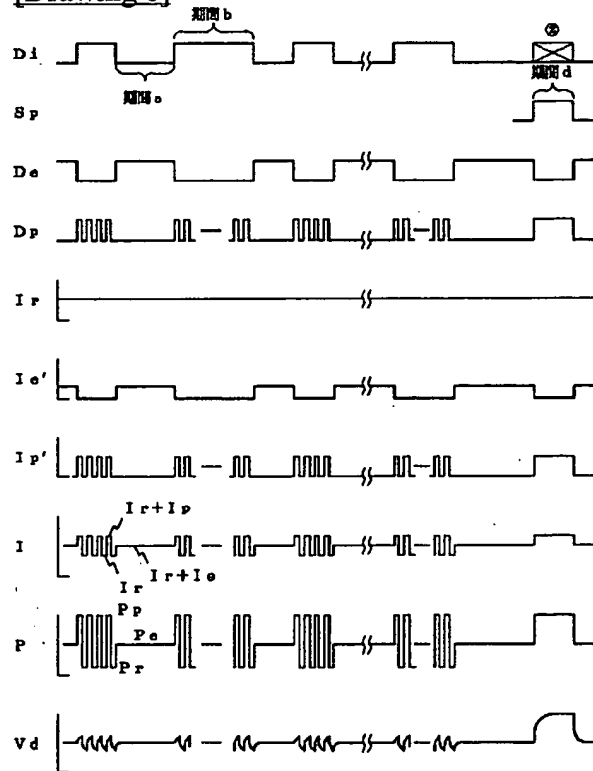 [Drawing
期間b
Di
期間a
期間d
Sp
De
Dp
Ir
Ie'
Ip'
Ir+Ip
I
Ir
Ir+Ie
Pp
Pe
P
Pr
Vd